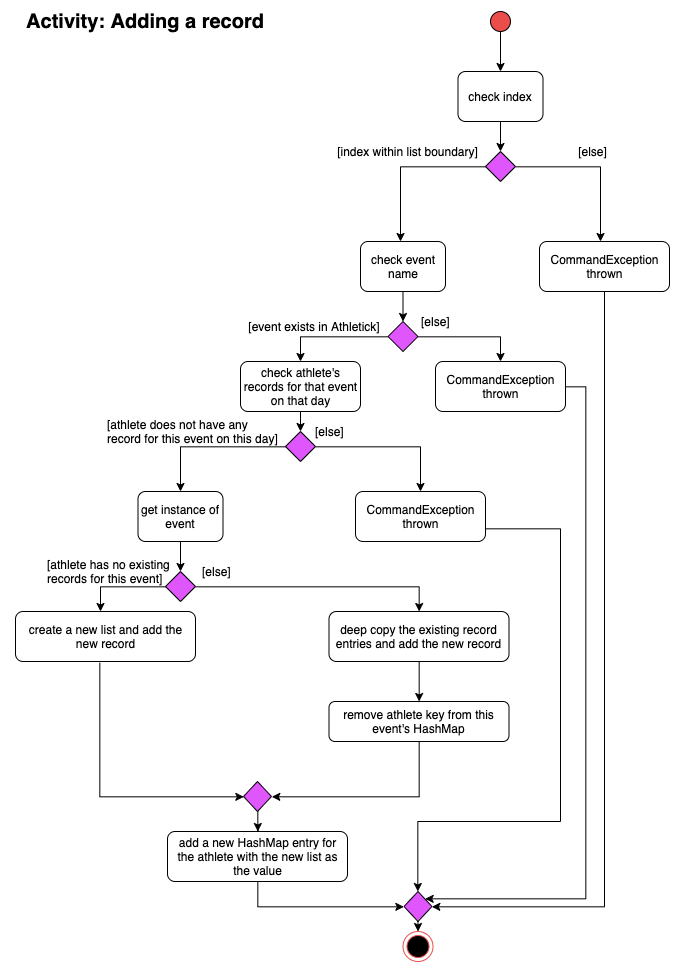 Activity: Adding a record
check index
[index within list boundary]
[else]
check event
name
CommandException
thrown
[event exists in Athletick]
[else]
check athlete's
records for that event
on that day
CommandException
thrown
[athlete does not have any
record for this event on this day]
[else]
get instance of
event
CommandException
thrown
[athlete has no existing
records for this event]
[else]
create a new list and add the
new record
deep copy the existing record
entries and add the new record
remove athlete key from this
event's HashMap
add a new HashMap entry for
the athlete with the new list as
the value